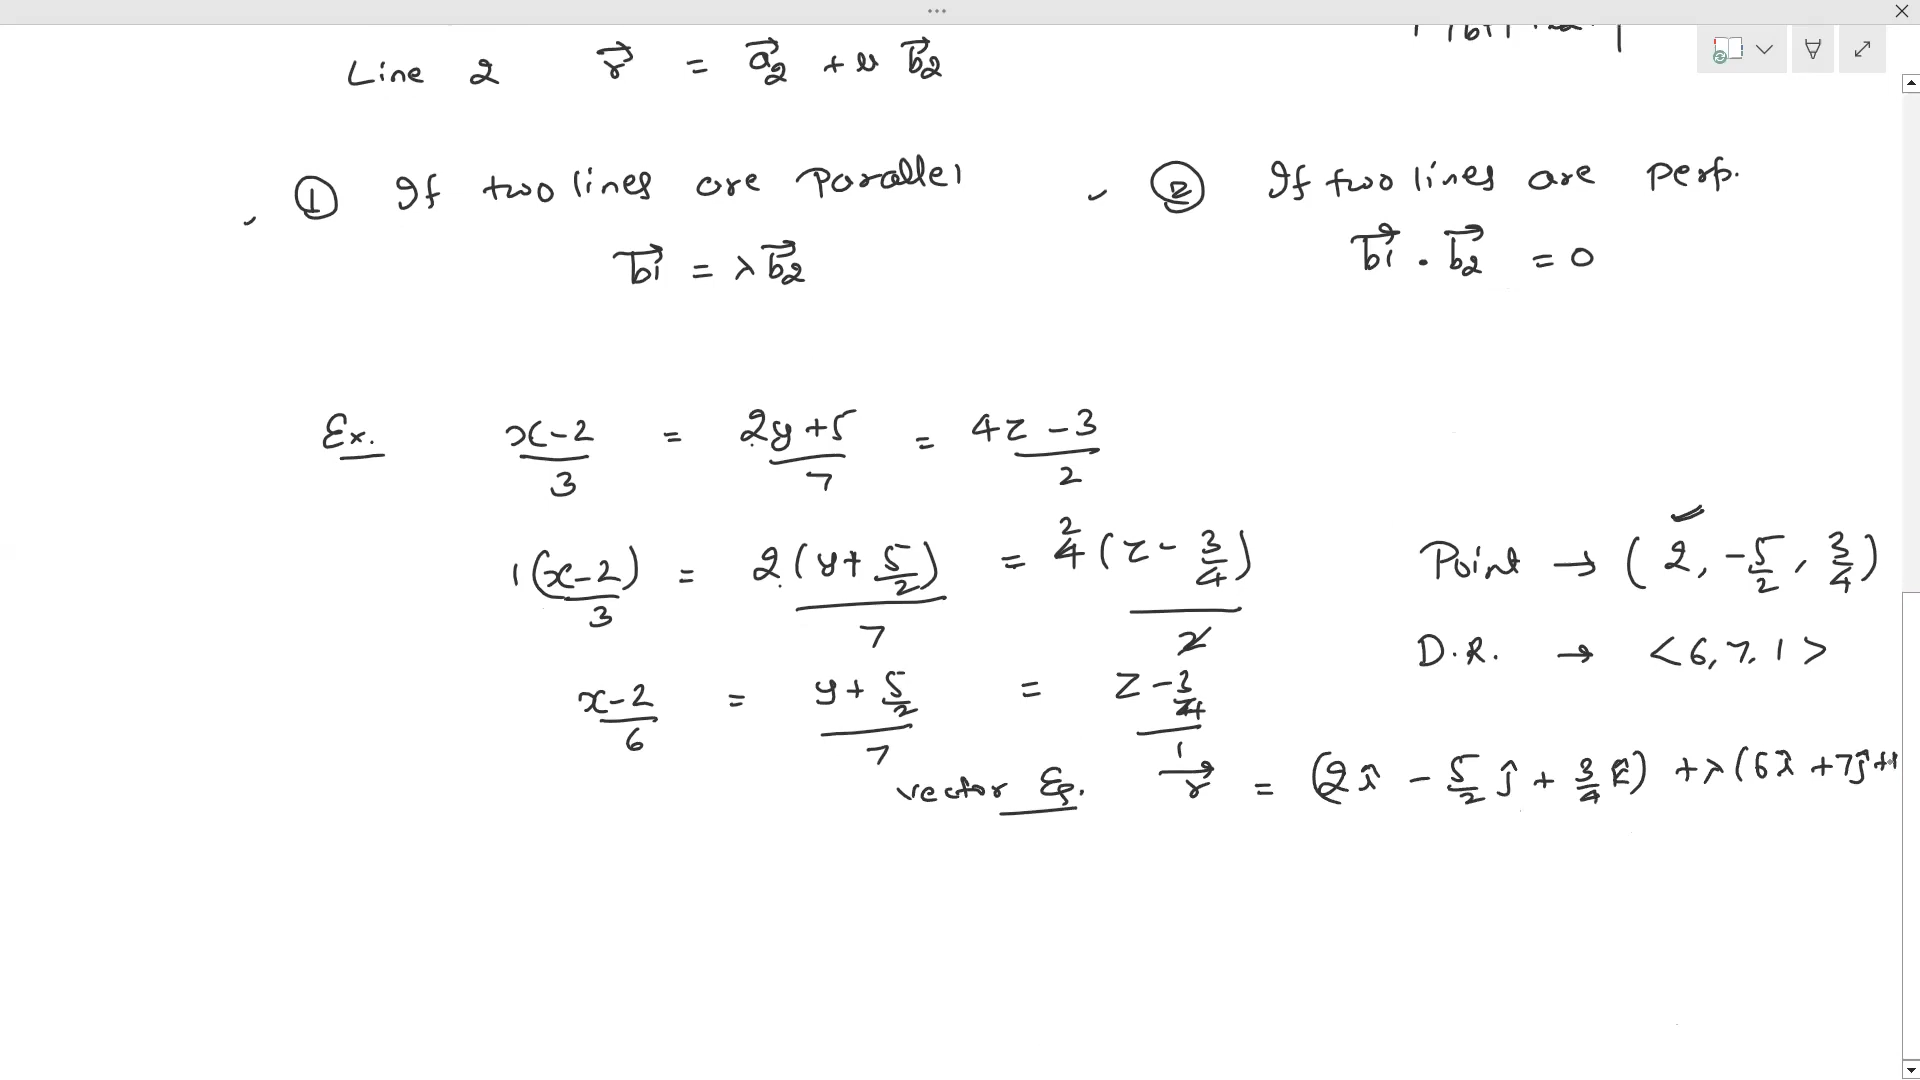 Line 2 r⃗ = a⃗2 + μ b⃗2
① If two lines are Parallel
b⃗1 = λ b⃗2
② If two lines are perp.
b⃗1 . b⃗2 = 0
Ex. (x-2)/3 = (2y+5)/7 = (4z-3)/2
1(x-2)/3 = 2(y+5/2)/7 = 4(z-3/4)/2
2
(x-2)/6 = (y+5/2)/7 = (z-3/4)/1
Point → (2, -5/2, 3/4)
D.R. → <6, 7, 1>
vector Eq. r⃗ = (2î - 5/2 ĵ + 3/4 k̂) + λ(6î + 7ĵ +